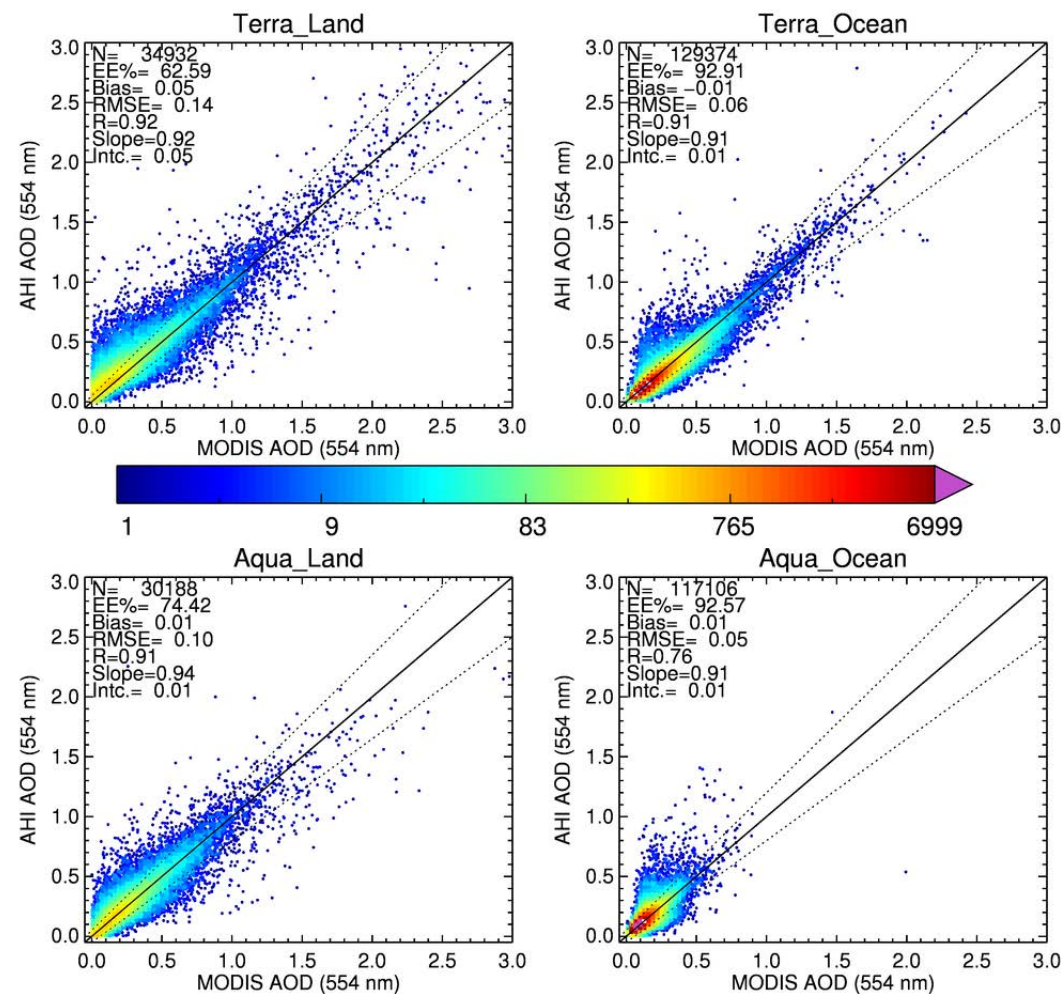 Terra_Land
N= 34932
EE%= 62.59
Bias= 0.05
RMSE= 0.14
R=0.92
Slope=0.92
Intc.= 0.05
3.0
2.5
2.0
1.5
1.0
0.5
0.0
AHI AOD (554 nm)
0.0 0.5 1.0 1.5 2.0 2.5 3.0
MODIS AOD (554 nm)
Terra_Ocean
N= 129374
EE%= 92.91
Bias= −0.01
RMSE= 0.06
R=0.91
Slope=0.91
Intc.= 0.01
3.0
2.5
2.0
1.5
1.0
0.5
0.0
AHI AOD (554 nm)
0.0 0.5 1.0 1.5 2.0 2.5 3.0
MODIS AOD (554 nm)
1 9 83 765 6999
Aqua_Land
N= 30188
EE%= 74.42
Bias= 0.01
RMSE= 0.10
R=0.91
Slope=0.94
Intc.= 0.01
3.0
2.5
2.0
1.5
1.0
0.5
0.0
AHI AOD (554 nm)
0.0 0.5 1.0 1.5 2.0 2.5 3.0
MODIS AOD (554 nm)
Aqua_Ocean
N= 117106
EE%= 92.57
Bias= 0.01
RMSE= 0.05
R=0.76
Slope=0.91
Intc.= 0.01
3.0
2.5
2.0
1.5
1.0
0.5
0.0
AHI AOD (554 nm)
0.0 0.5 1.0 1.5 2.0 2.5 3.0
MODIS AOD (554 nm)